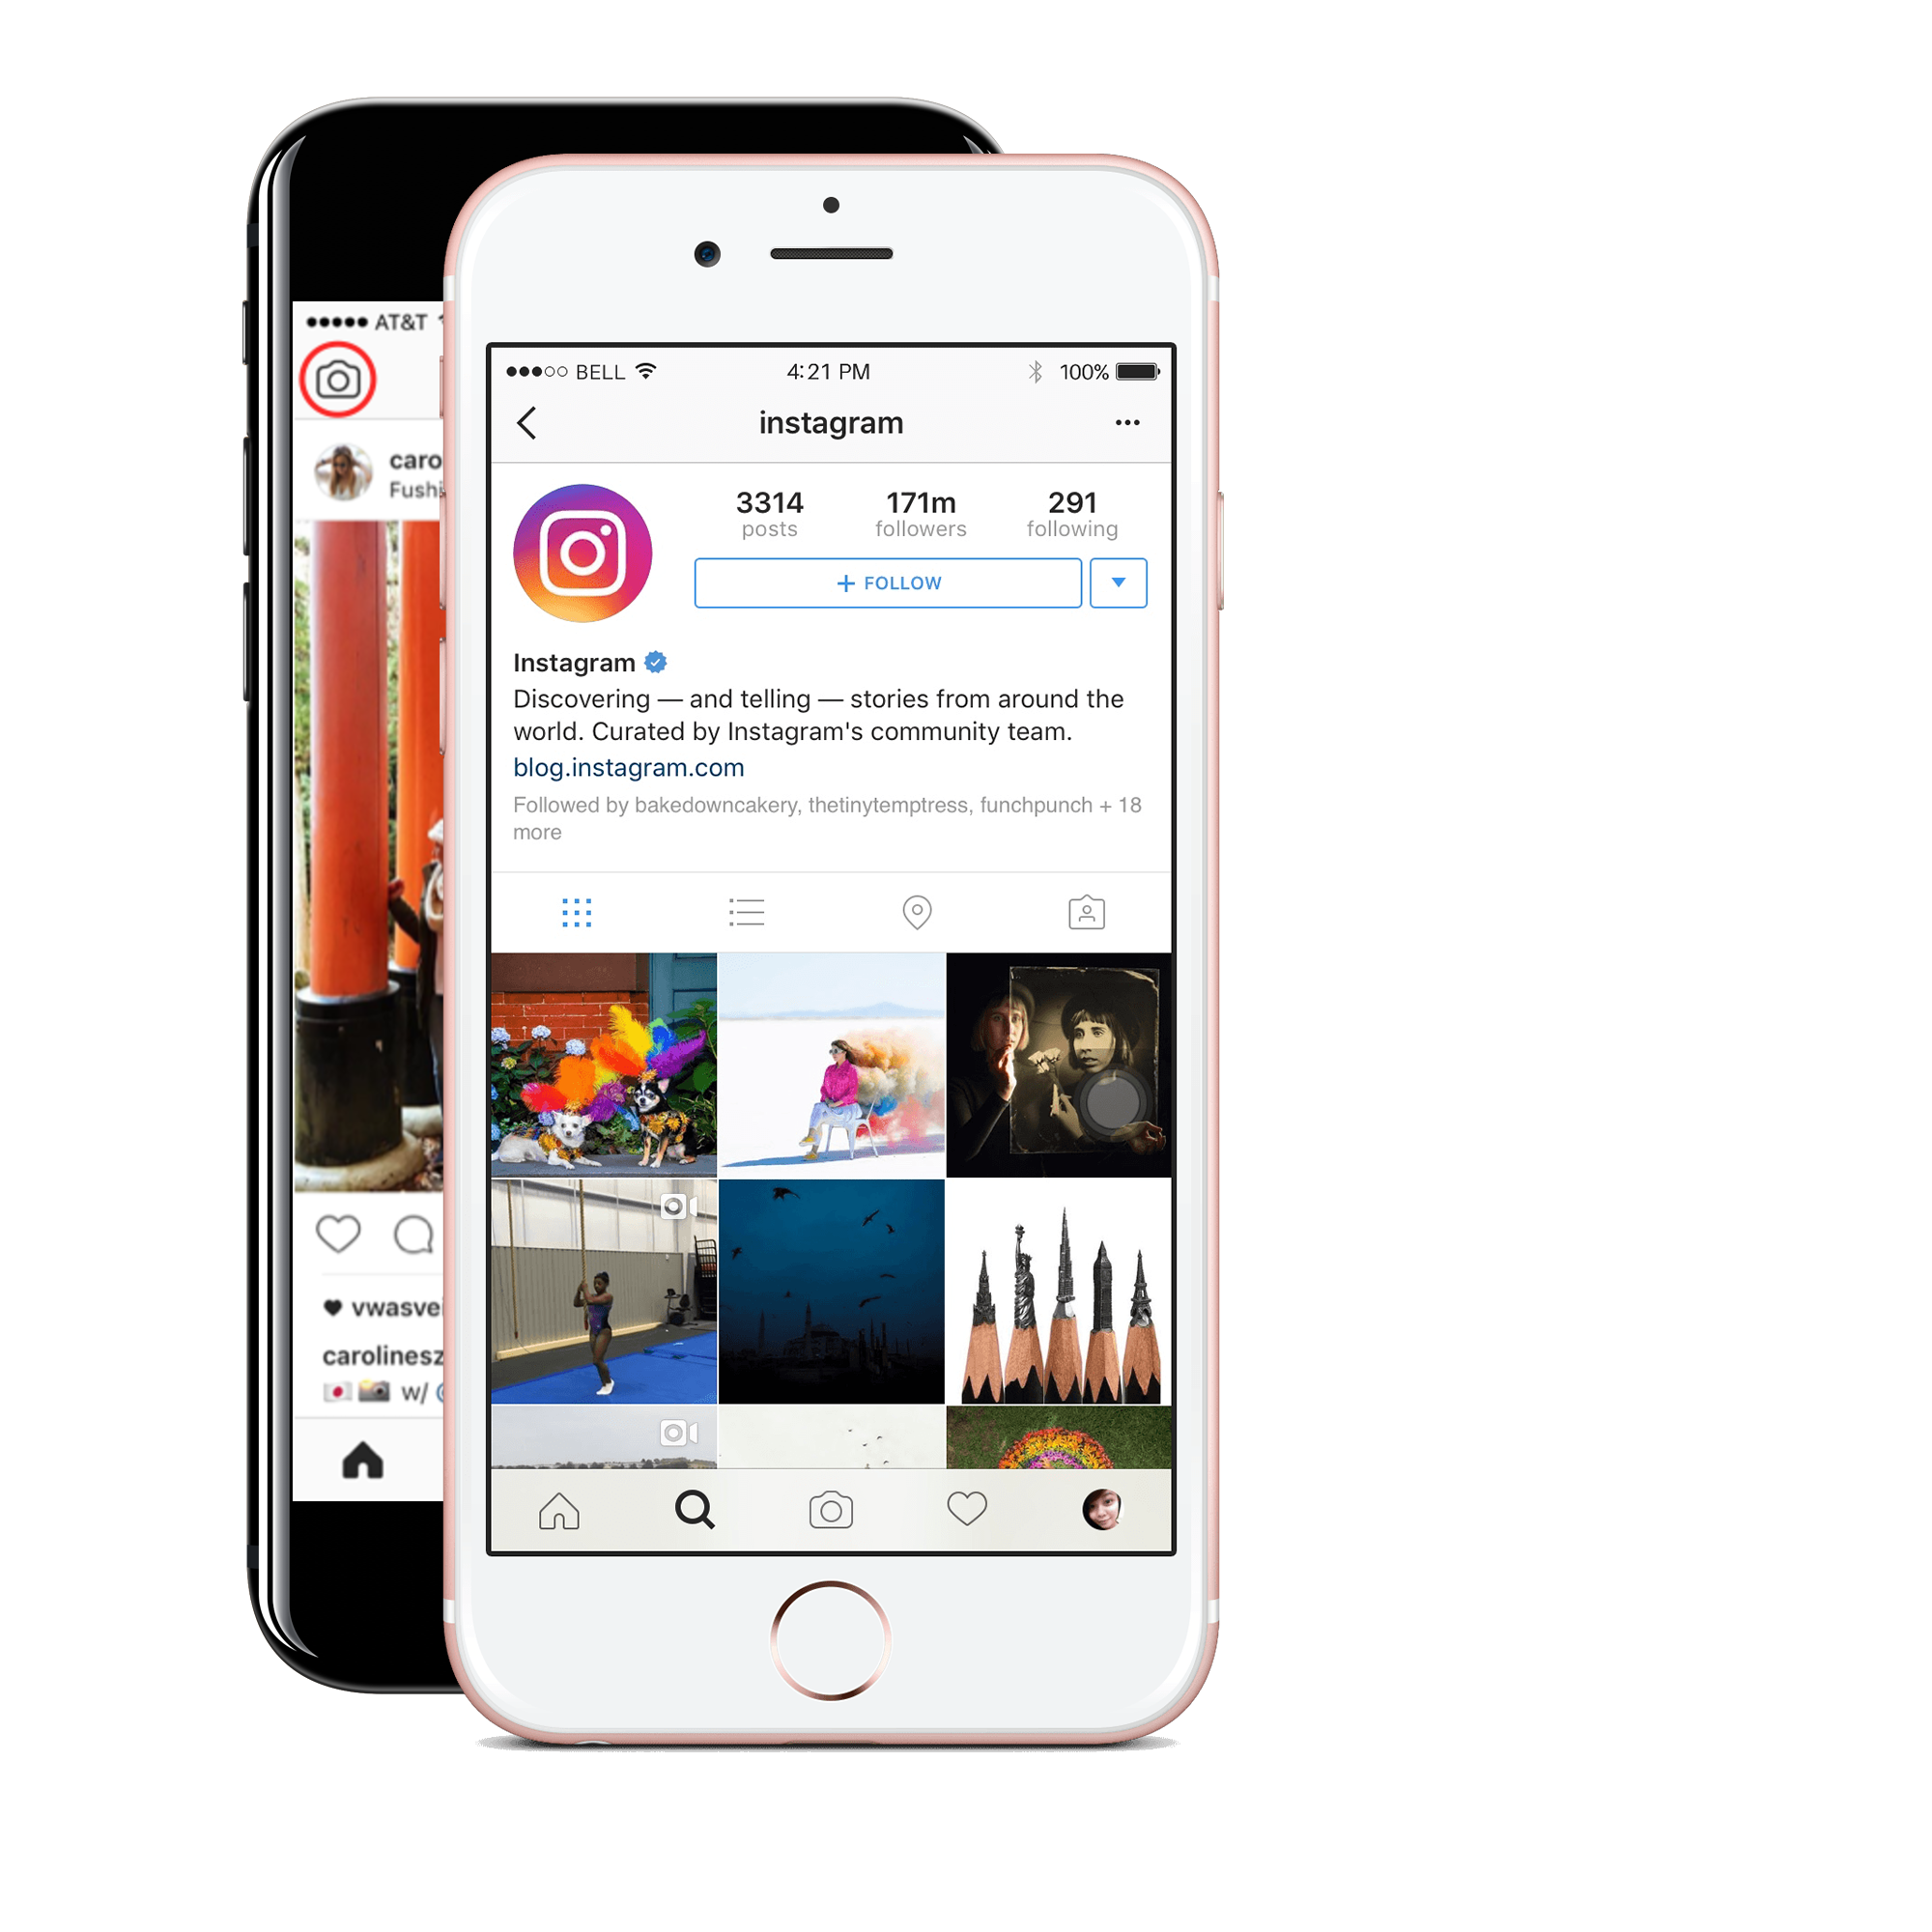 AT&T
caro
Fushi
vwasvei
carolinesz
w/
BELL 4:21 PM 100%
instagram
3314 171m 291
posts followers following
+ FOLLOW
Instagram
Discovering — and telling — stories from around the
world. Curated by Instagram's community team.
blog.instagram.com
Followed by bakedowncakery, thetinytemptress, funchpunch + 18
more